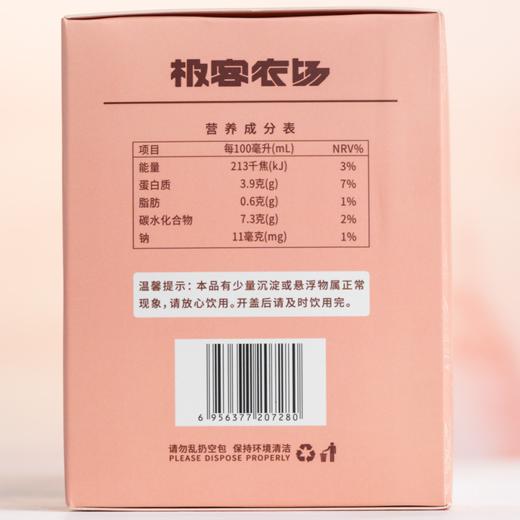 极客农场
营养成分表
项目 每100毫升(mL) NRV%
能量 213千焦(kJ) 3%
蛋白质 3.9克(g) 7%
脂肪 0.6克(g) 1%
碳水化合物 7.3克(g) 2%
钠 11毫克(mg) 1%
温馨提示：本品有少量沉淀或悬浮物属正常
现象，请放心饮用。开盖后请及时饮用完。
6 956377 207280
请勿乱扔空包 保持环境清洁
PLEASE DISPOSE PROPERLY